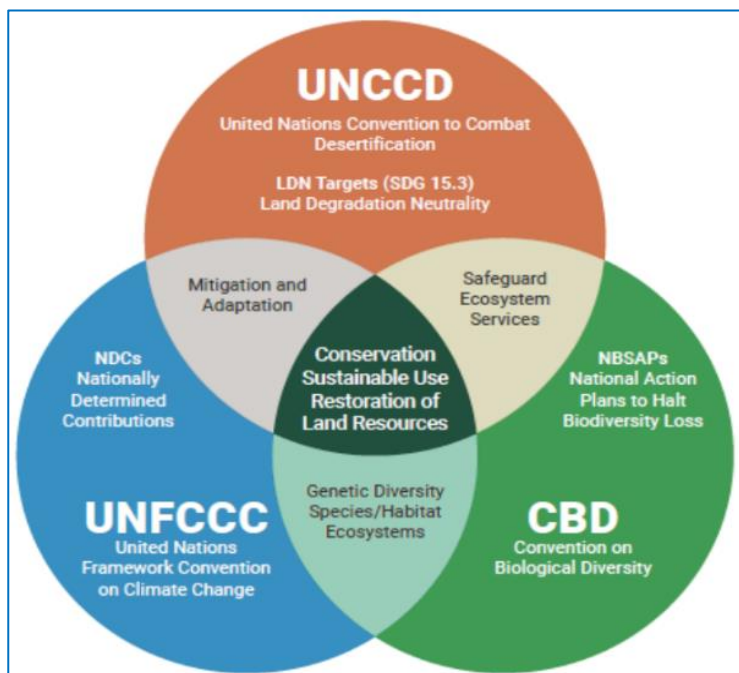 UNCCD
United Nations Convention to Combat
Desertification
LDN Targets (SDG 15.3)
Land Degradation Neutrality
Mitigation and
Adaptation
Safeguard
Ecosystem
Services
NDCs
Nationally
Determined
Contributions
Conservation
Sustainable Use
Restoration of
Land Resources
NBSAPs
National Action
Plans to Halt
Biodiversity Loss
Genetic Diversity
Species/Habitat
Ecosystems
UNFCCC
United Nations
Framework Convention
on Climate Change
CBD
Convention on
Biological Diversity